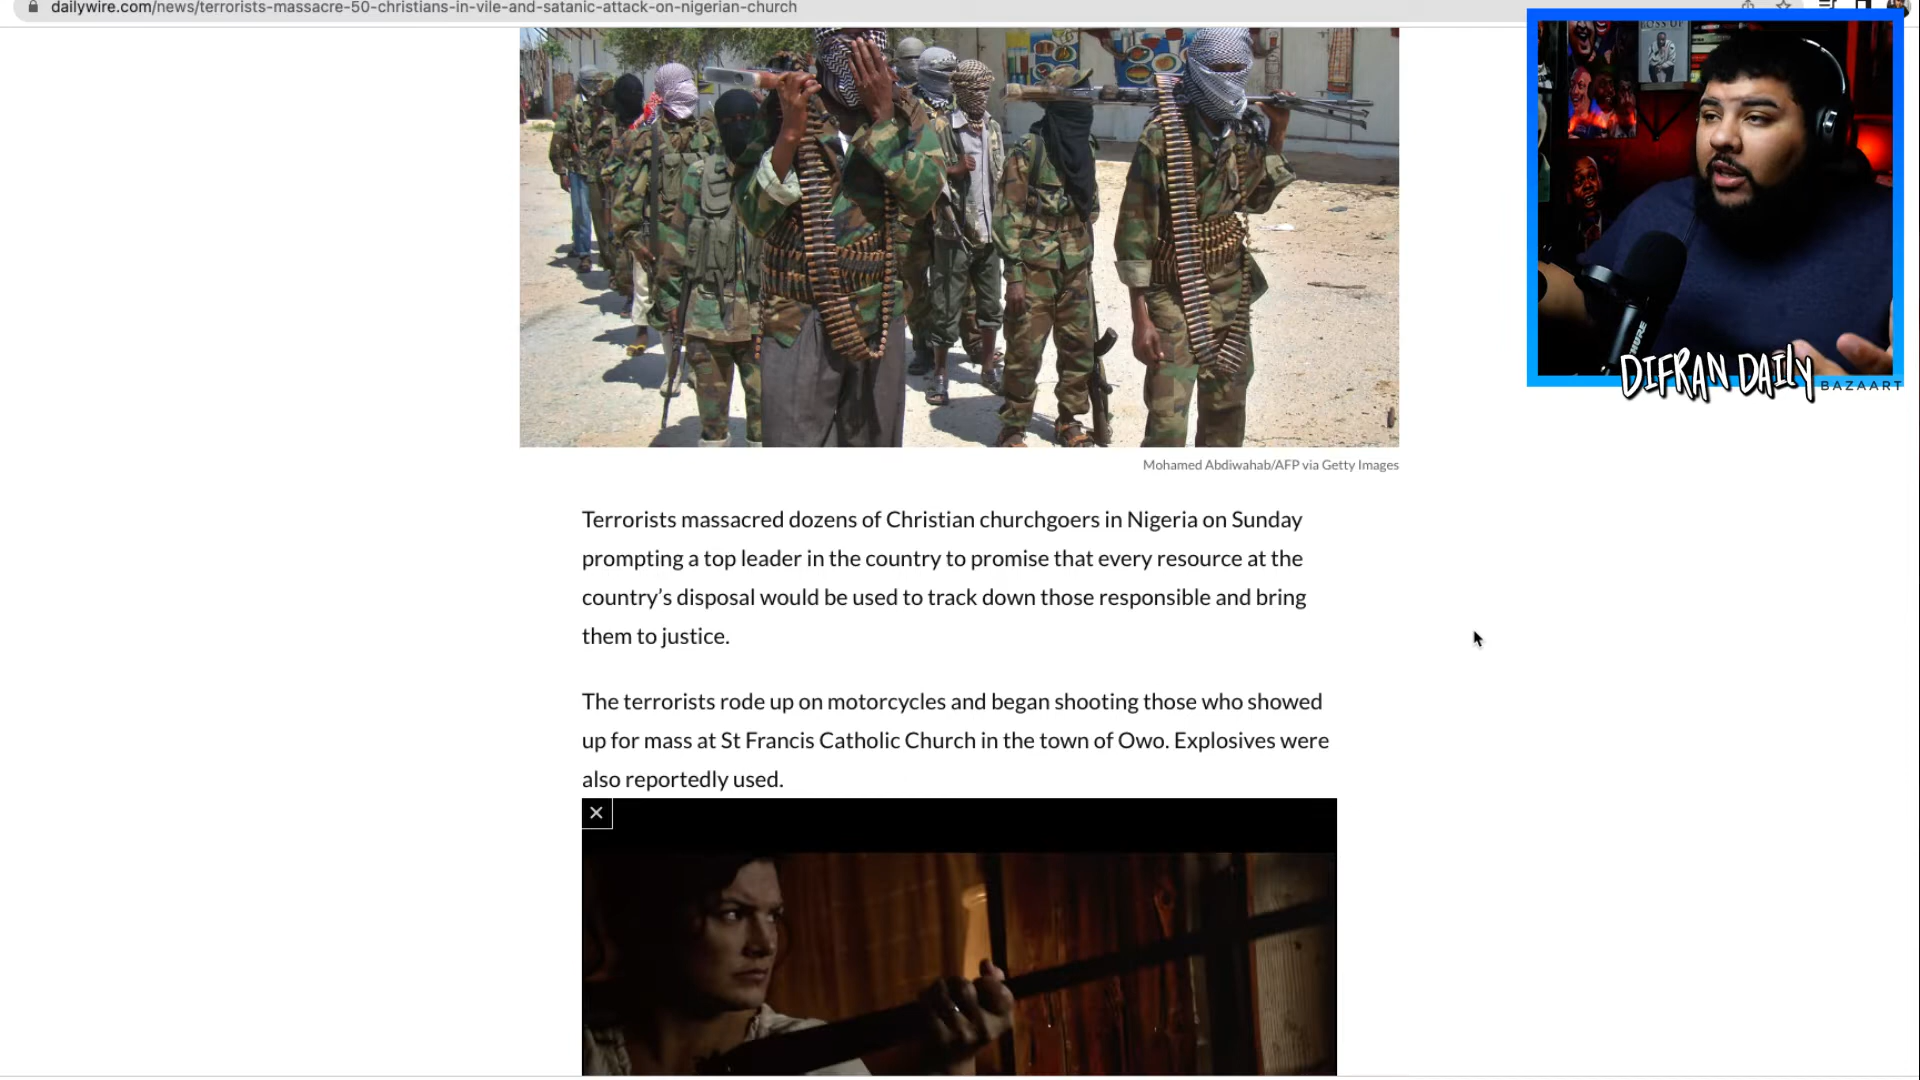 dailywire.com/news/terrorists-massacre-50-christians-in-vile-and-satanic-attack-on-nigerian-church
SHURE
DIFRAN DAILY
BAZAART
Mohamed Abdiwahab/AFP via Getty Images
Terrorists massacred dozens of Christian churchgoers in Nigeria on Sunday
prompting a top leader in the country to promise that every resource at the
country’s disposal would be used to track down those responsible and bring
them to justice.
The terrorists rode up on motorcycles and began shooting those who showed
up for mass at St Francis Catholic Church in the town of Owo. Explosives were
also reportedly used.